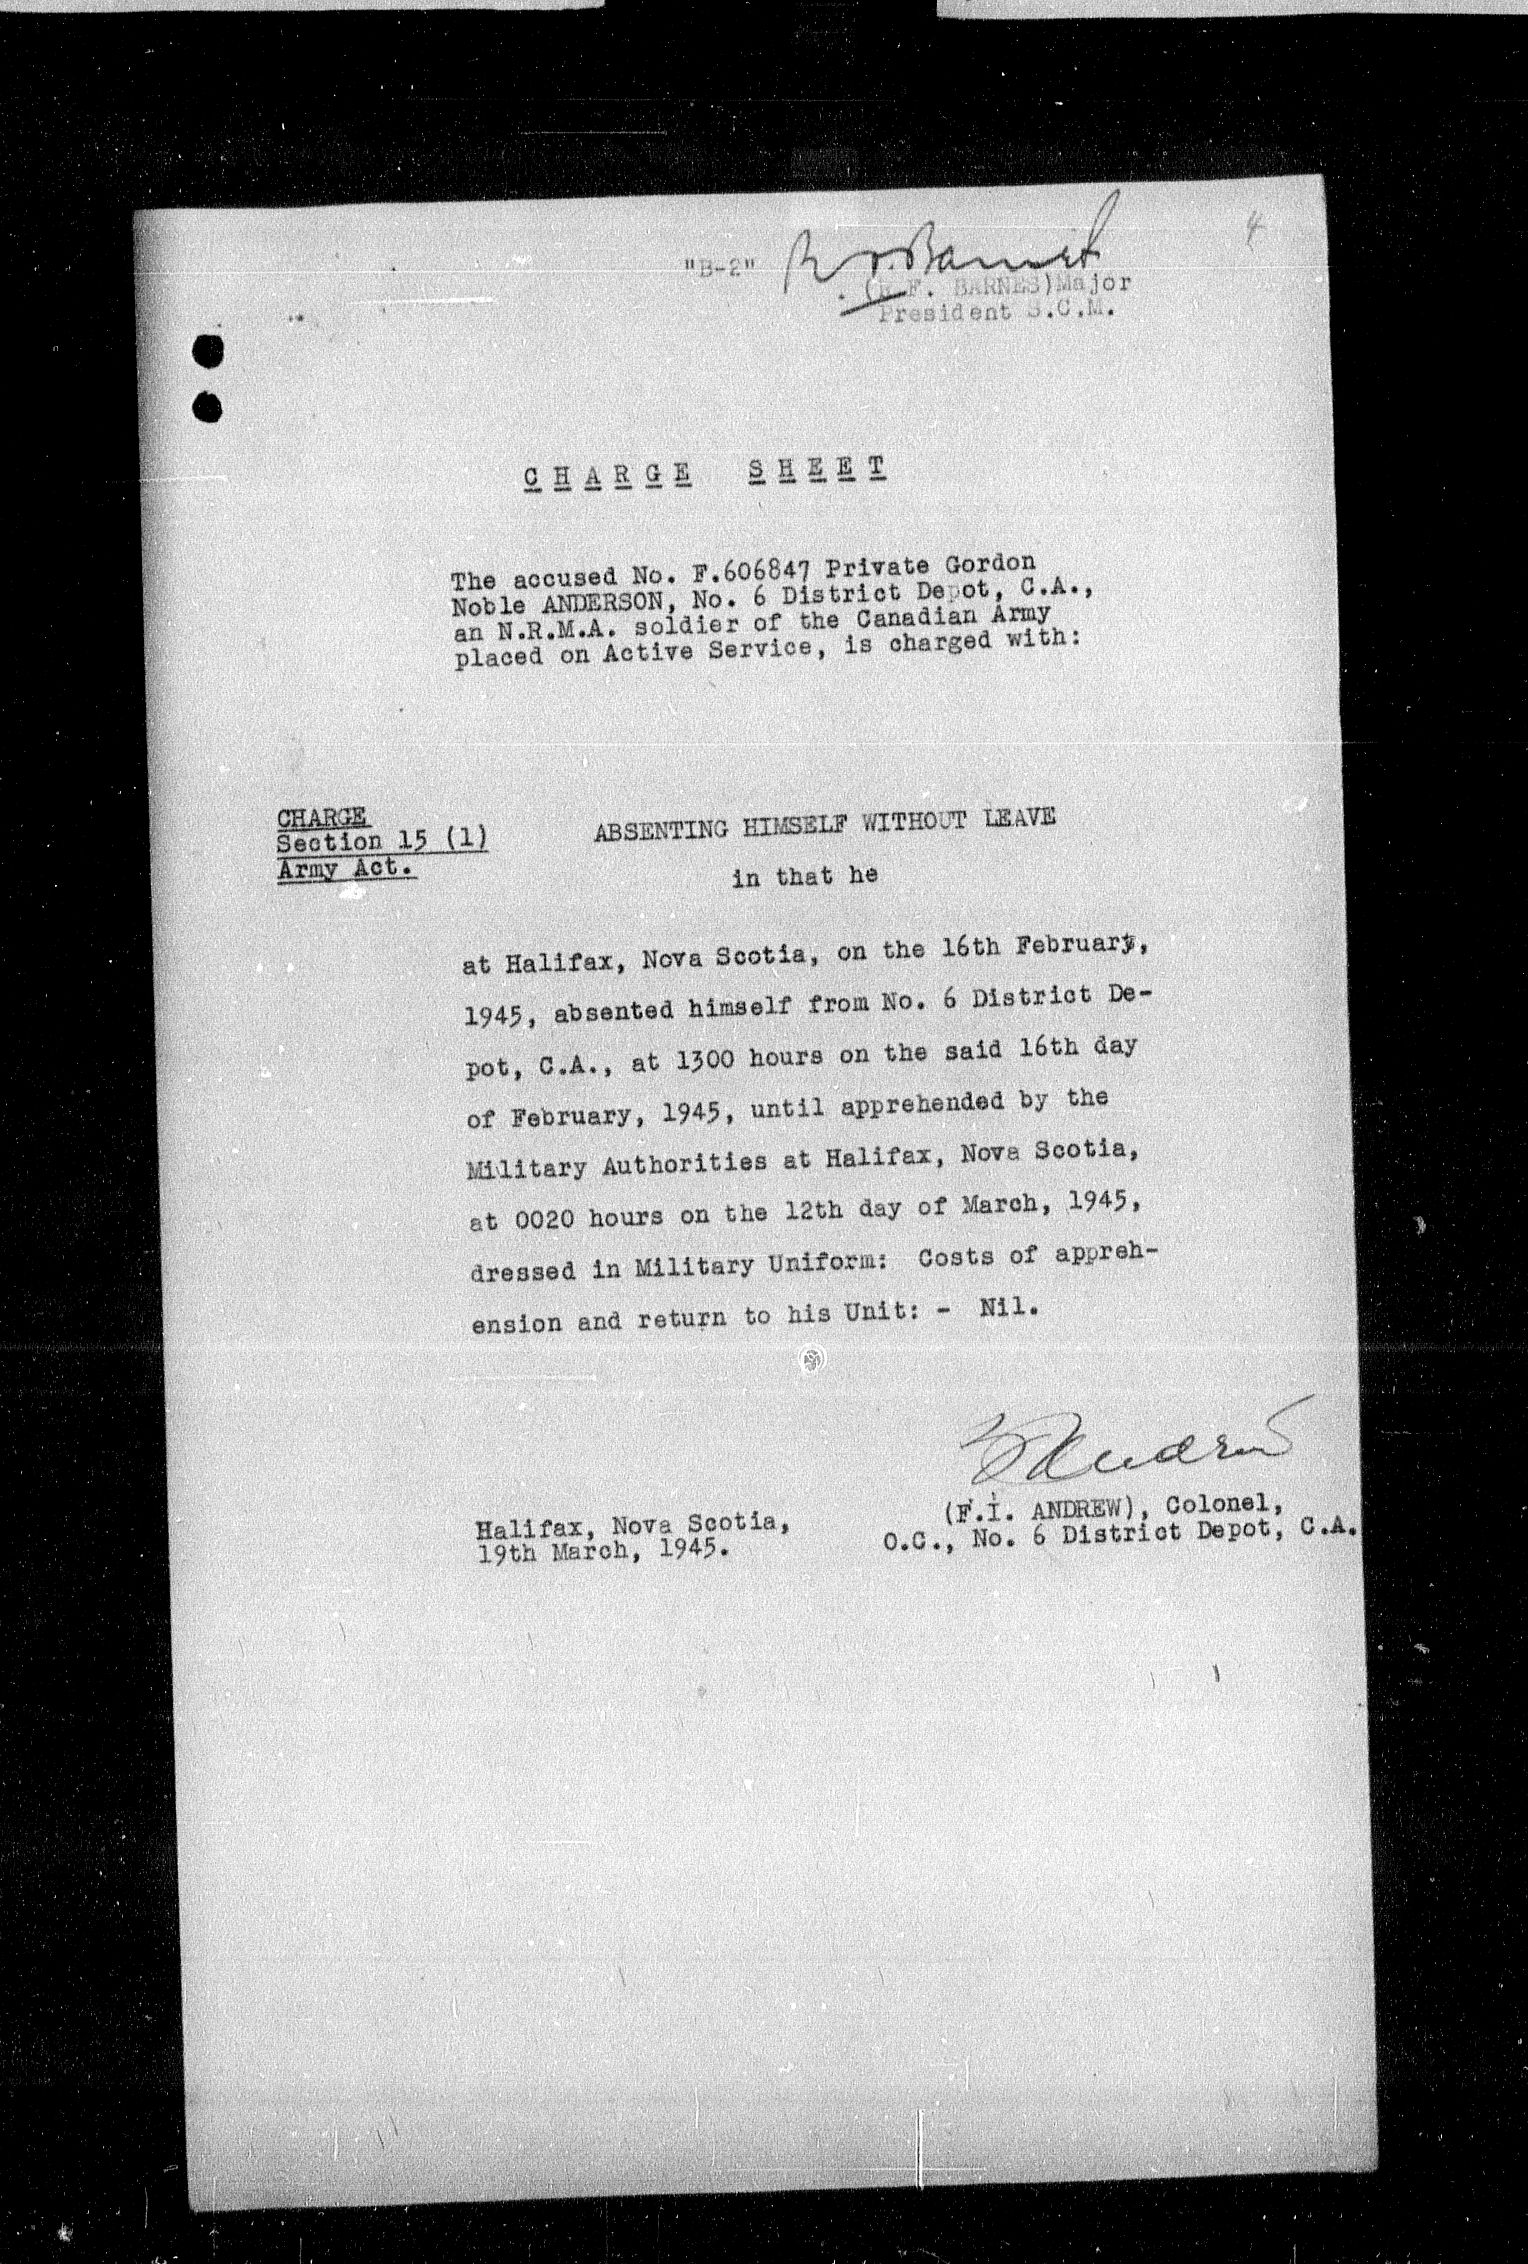 4
"B-2"
(R.F. BARNES)Major
President S.C.M.
CHARGE SHEET
The accused No. F.606847 Private Gordon
Noble ANDERSON, No. 6 District Depot, C.A.,
an N.R.M.A. soldier of the Canadian Army
placed on Active Service, is charged with:
CHARGE
Section 15 (1)
Army Act.
ABSENTING HIMSELF WITHOUT LEAVE
in that he
at Halifax, Nova Scotia, on the 16th February,
1945, absented himself from No. 6 District De-
pot, C.A., at 1300 hours on the said 16th day
of February, 1945, until apprehended by the
Military Authorities at Halifax, Nova Scotia,
at 0020 hours on the 12th day of March, 1945,
dressed in Military Uniform: Costs of appreh-
ension and return to his Unit: - Nil.
(F.I. ANDREW), Colonel,
O.C., No. 6 District Depot, C.A.
Halifax, Nova Scotia,
19th March, 1945.